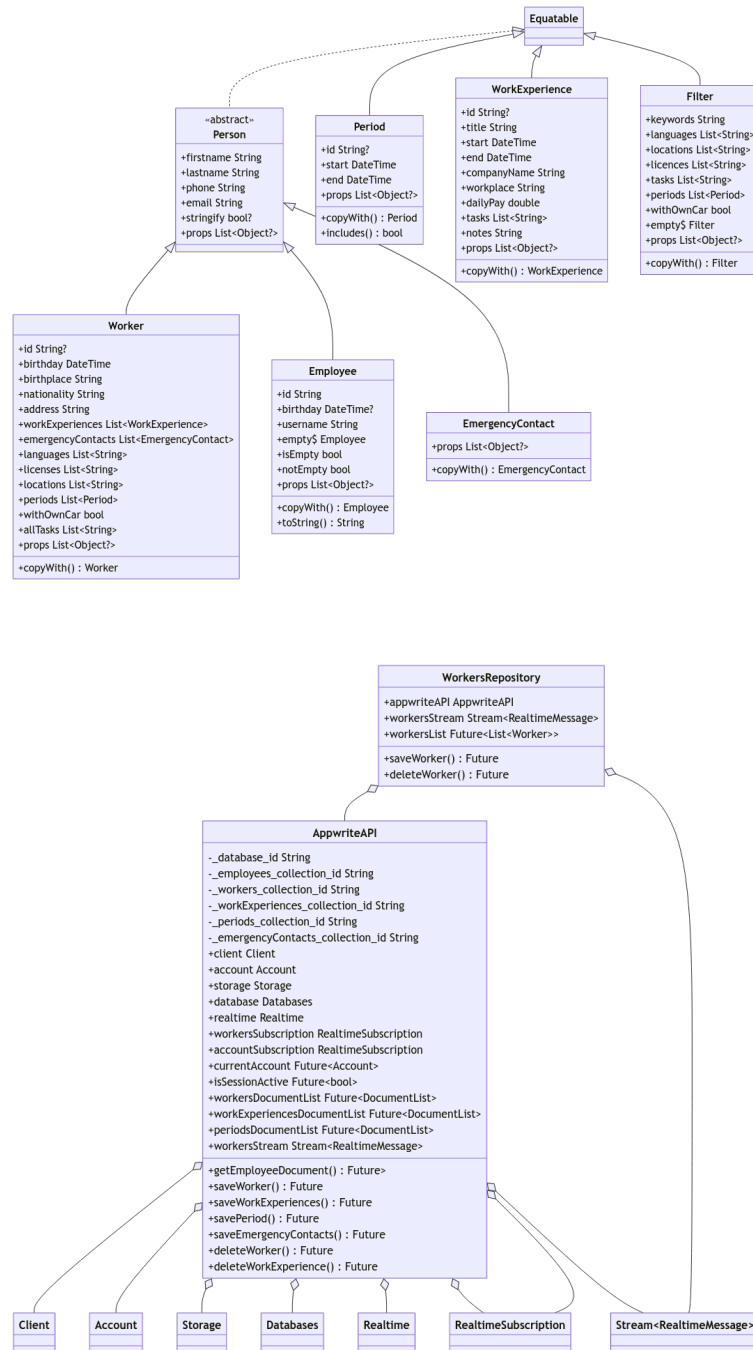 Equatable
«abstract»
Person
+firstname String
+lastname String
+phone String
+email String
+stringify bool?
+props List<Object?>
Period
+id String?
+start DateTime
+end DateTime
+props List<Object?>
+copyWith() : Period
+includes() : bool
WorkExperience
+id String?
+title String
+start DateTime
+end DateTime
+companyName String
+workplace String
+dailyPay double
+tasks List<String>
+notes String
+props List<Object?>
+copyWith() : WorkExperience
Filter
+keywords String
+languages List<String>
+locations List<String>
+licences List<String>
+tasks List<String>
+periods List<Period>
+withOwnCar bool
+empty$ Filter
+props List<Object?>
+copyWith() : Filter
Worker
+id String?
+birthday DateTime
+birthplace String
+nationality String
+address String
+workExperiences List<WorkExperience>
+emergencyContacts List<EmergencyContact>
+languages List<String>
+licenses List<String>
+locations List<String>
+periods List<Period>
+withOwnCar bool
+allTasks List<String>
+props List<Object?>
+copyWith() : Worker
Employee
+id String
+birthday DateTime?
+username String
+empty$ Employee
+isEmpty bool
+notEmpty bool
+props List<Object?>
+copyWith() : Employee
+toString() : String
EmergencyContact
+props List<Object?>
+copyWith() : EmergencyContact
WorkersRepository
+appwriteAPI AppwriteAPI
+workersStream Stream<RealtimeMessage>
+workersList Future<List<Worker>>
+saveWorker() : Future
+deleteWorker() : Future
AppwriteAPI
-_database_id String
-_employees_collection_id String
-_workers_collection_id String
-_workExperiences_collection_id String
-_periods_collection_id String
-_emergencyContacts_collection_id String
+client Client
+account Account
+storage Storage
+database Databases
+realtime Realtime
+workersSubscription RealtimeSubscription
+accountSubscription RealtimeSubscription
+currentAccount Future<Account>
+isSessionActive Future<bool>
+workersDocumentList Future<DocumentList>
+workExperiencesDocumentList Future<DocumentList>
+periodsDocumentList Future<DocumentList>
+workersStream Stream<RealtimeMessage>
+getEmployeeDocument() : Future>
+saveWorker() : Future
+saveWorkExperiences() : Future
+savePeriod() : Future
+saveEmergencyContacts() : Future
+deleteWorker() : Future
+deleteWorkExperience() : Future
Client
Account
Storage
Databases
Realtime
RealtimeSubscription
Stream<RealtimeMessage>